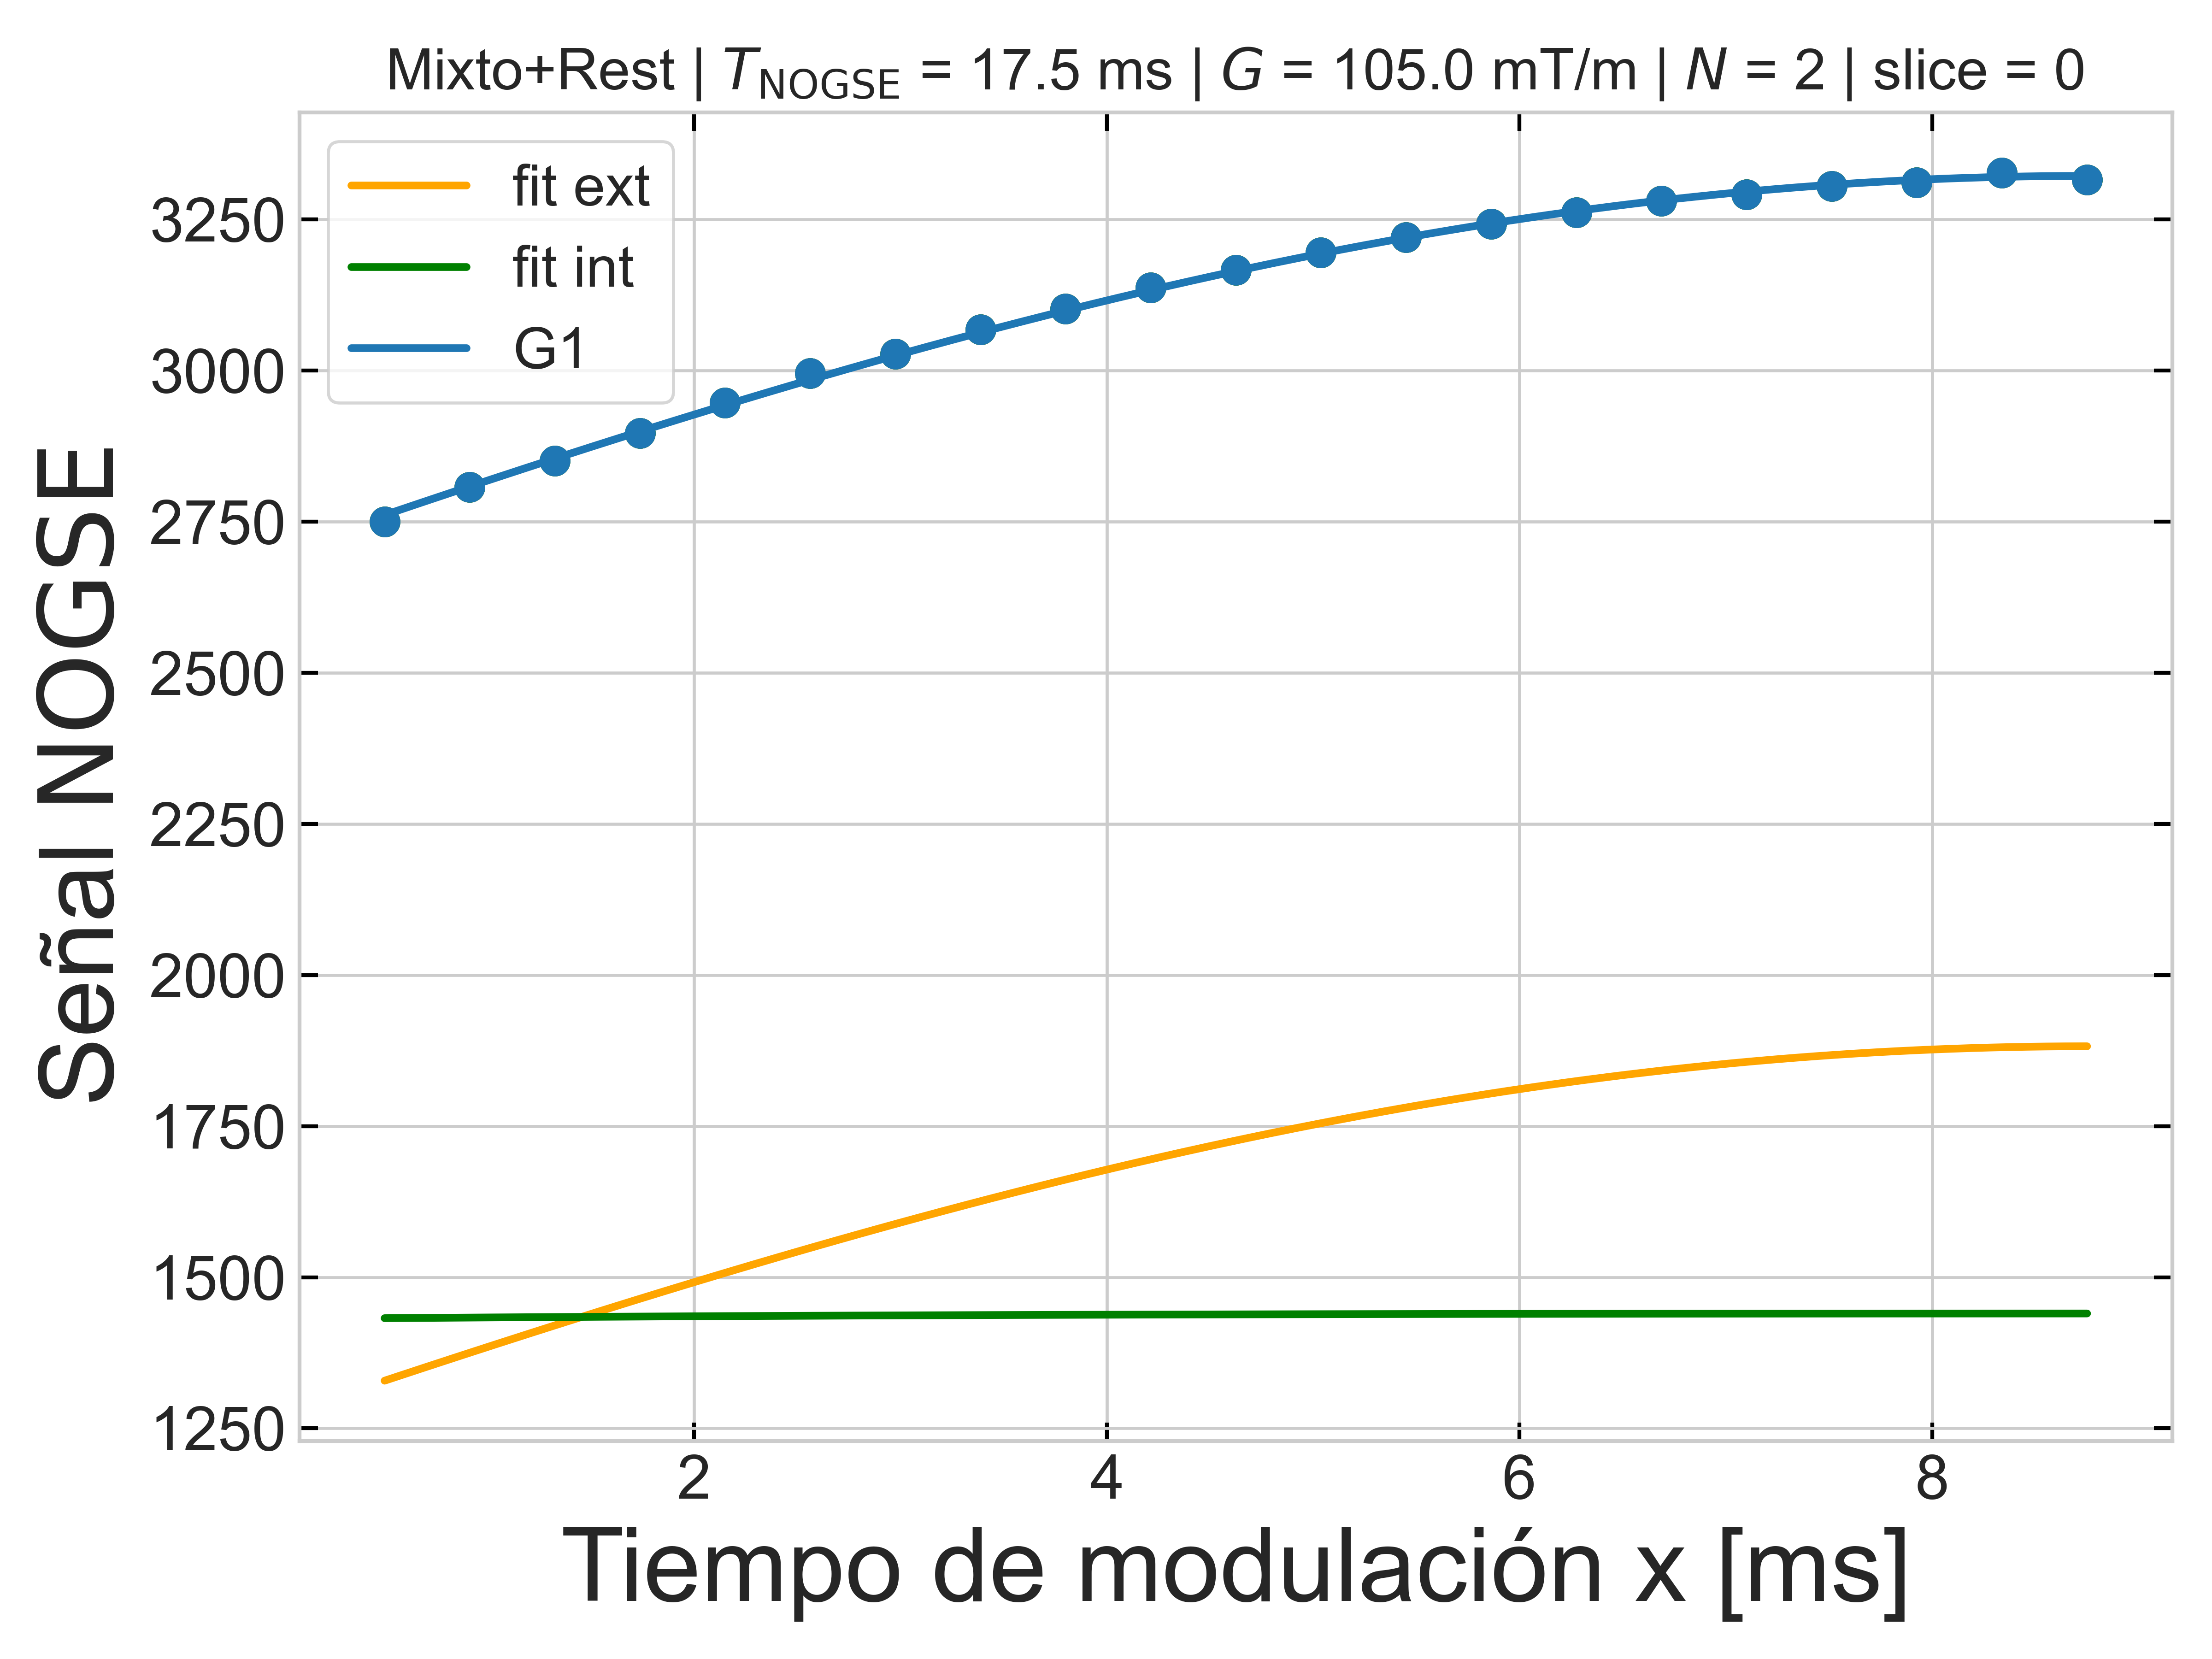 Mixto+Rest | T_NOGSE = 17.5 ms | G = 105.0 mT/m | N = 2 | slice = 0
fit ext
fit int
G1
Señal NOGSE
3250
3000
2750
2500
2250
2000
1750
1500
1250
2 4 6 8
Tiempo de modulación x [ms]